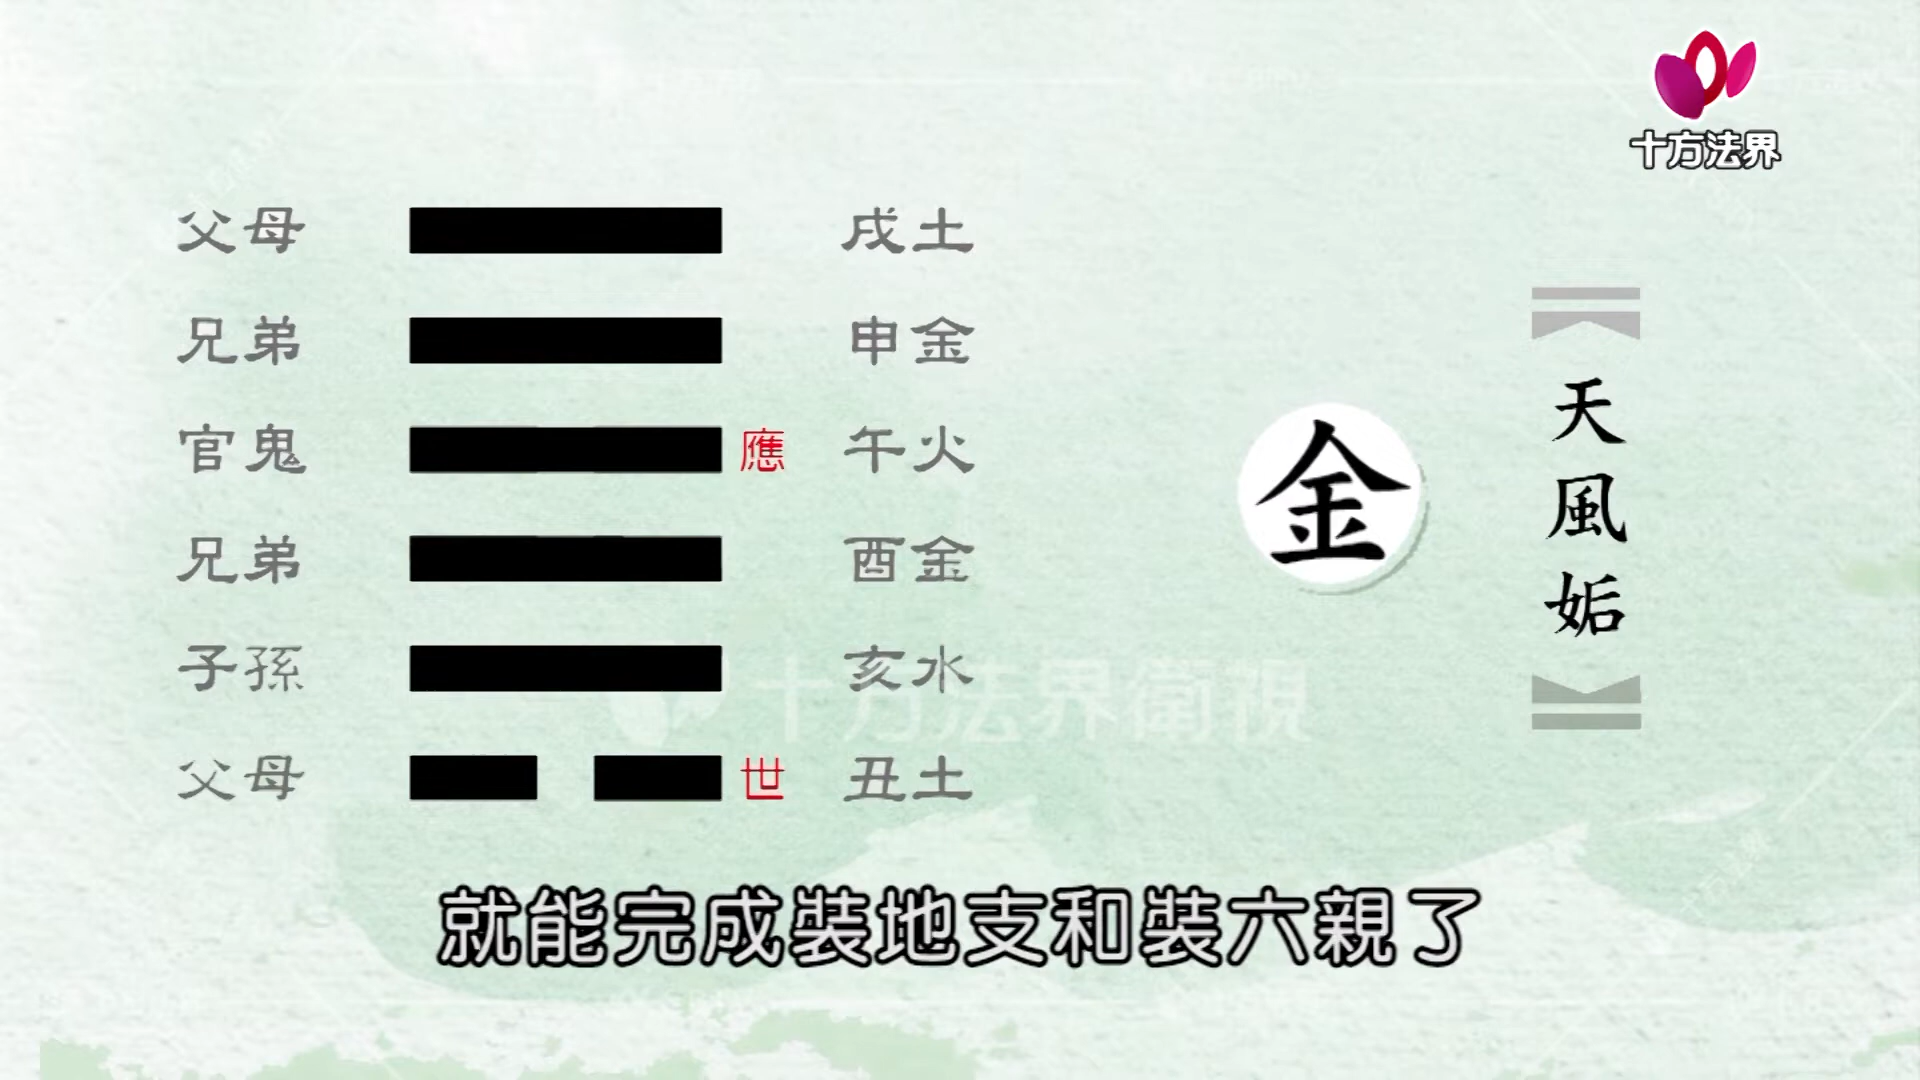 十方法界
父母 戌土
兄弟 申金
官鬼 應 午火
兄弟 酉金
子孫 亥水
父母 世 丑土
金
天風姤
十方法界衛視
就能完成裝地支和裝六親了